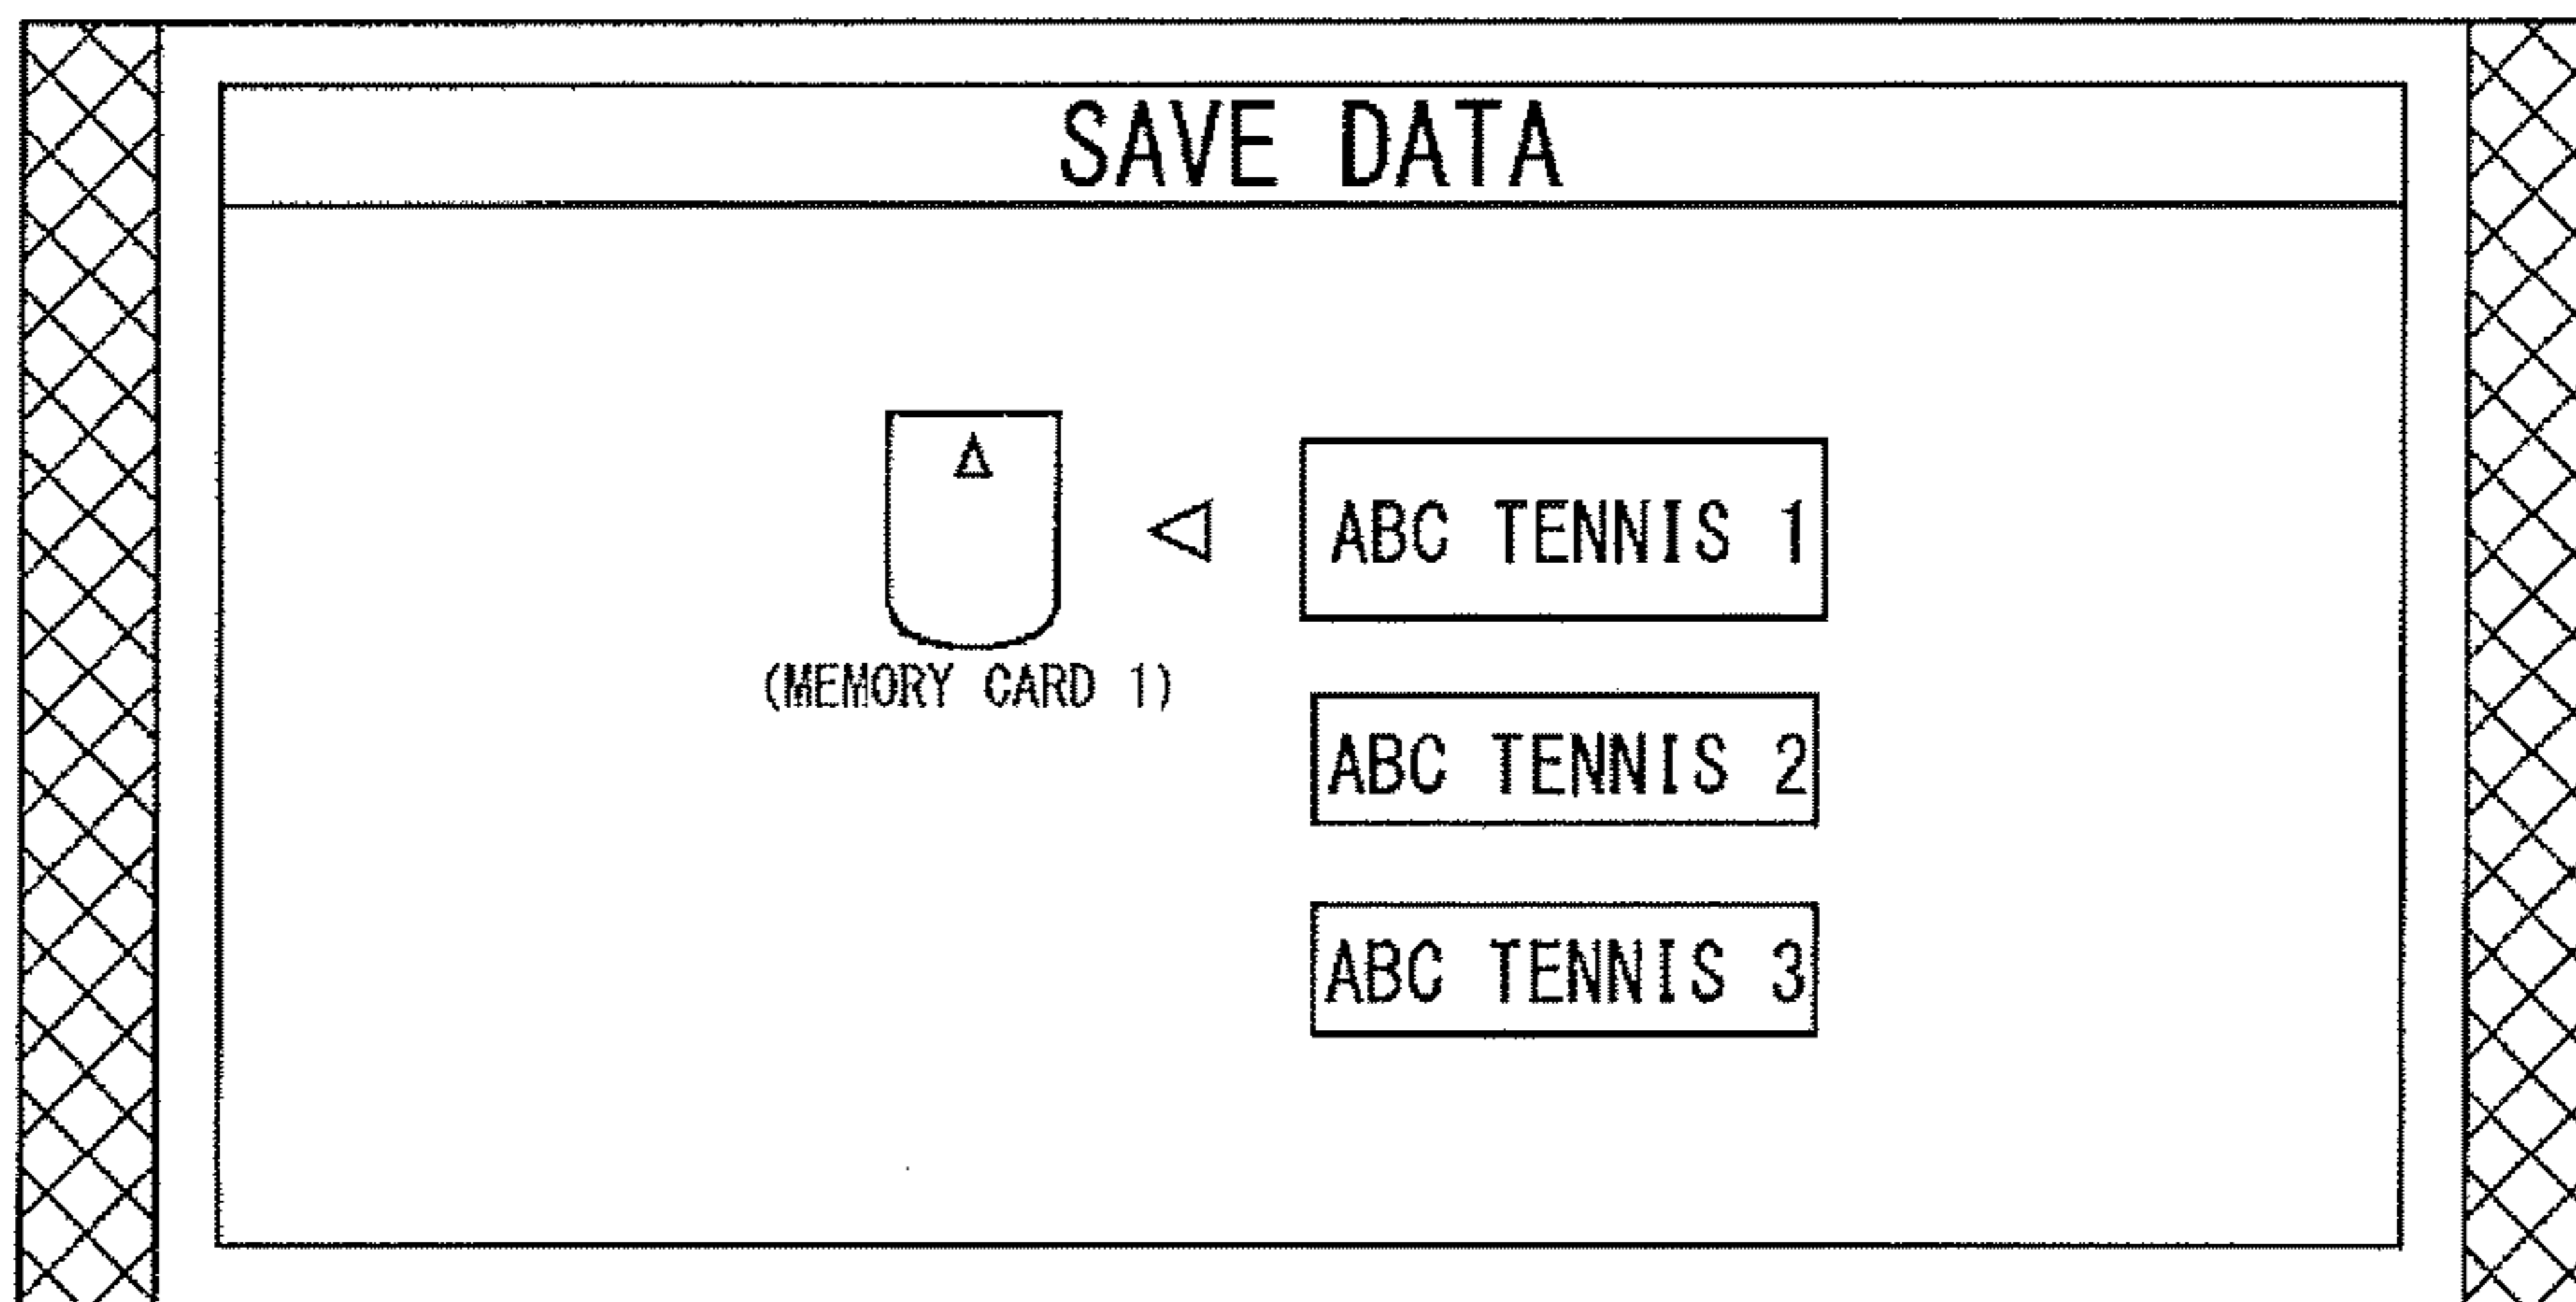 SAVE DATA
ABC TENNIS 1
(MEMORY CARD 1)
ABC TENNIS 2
ABC TENNIS 3